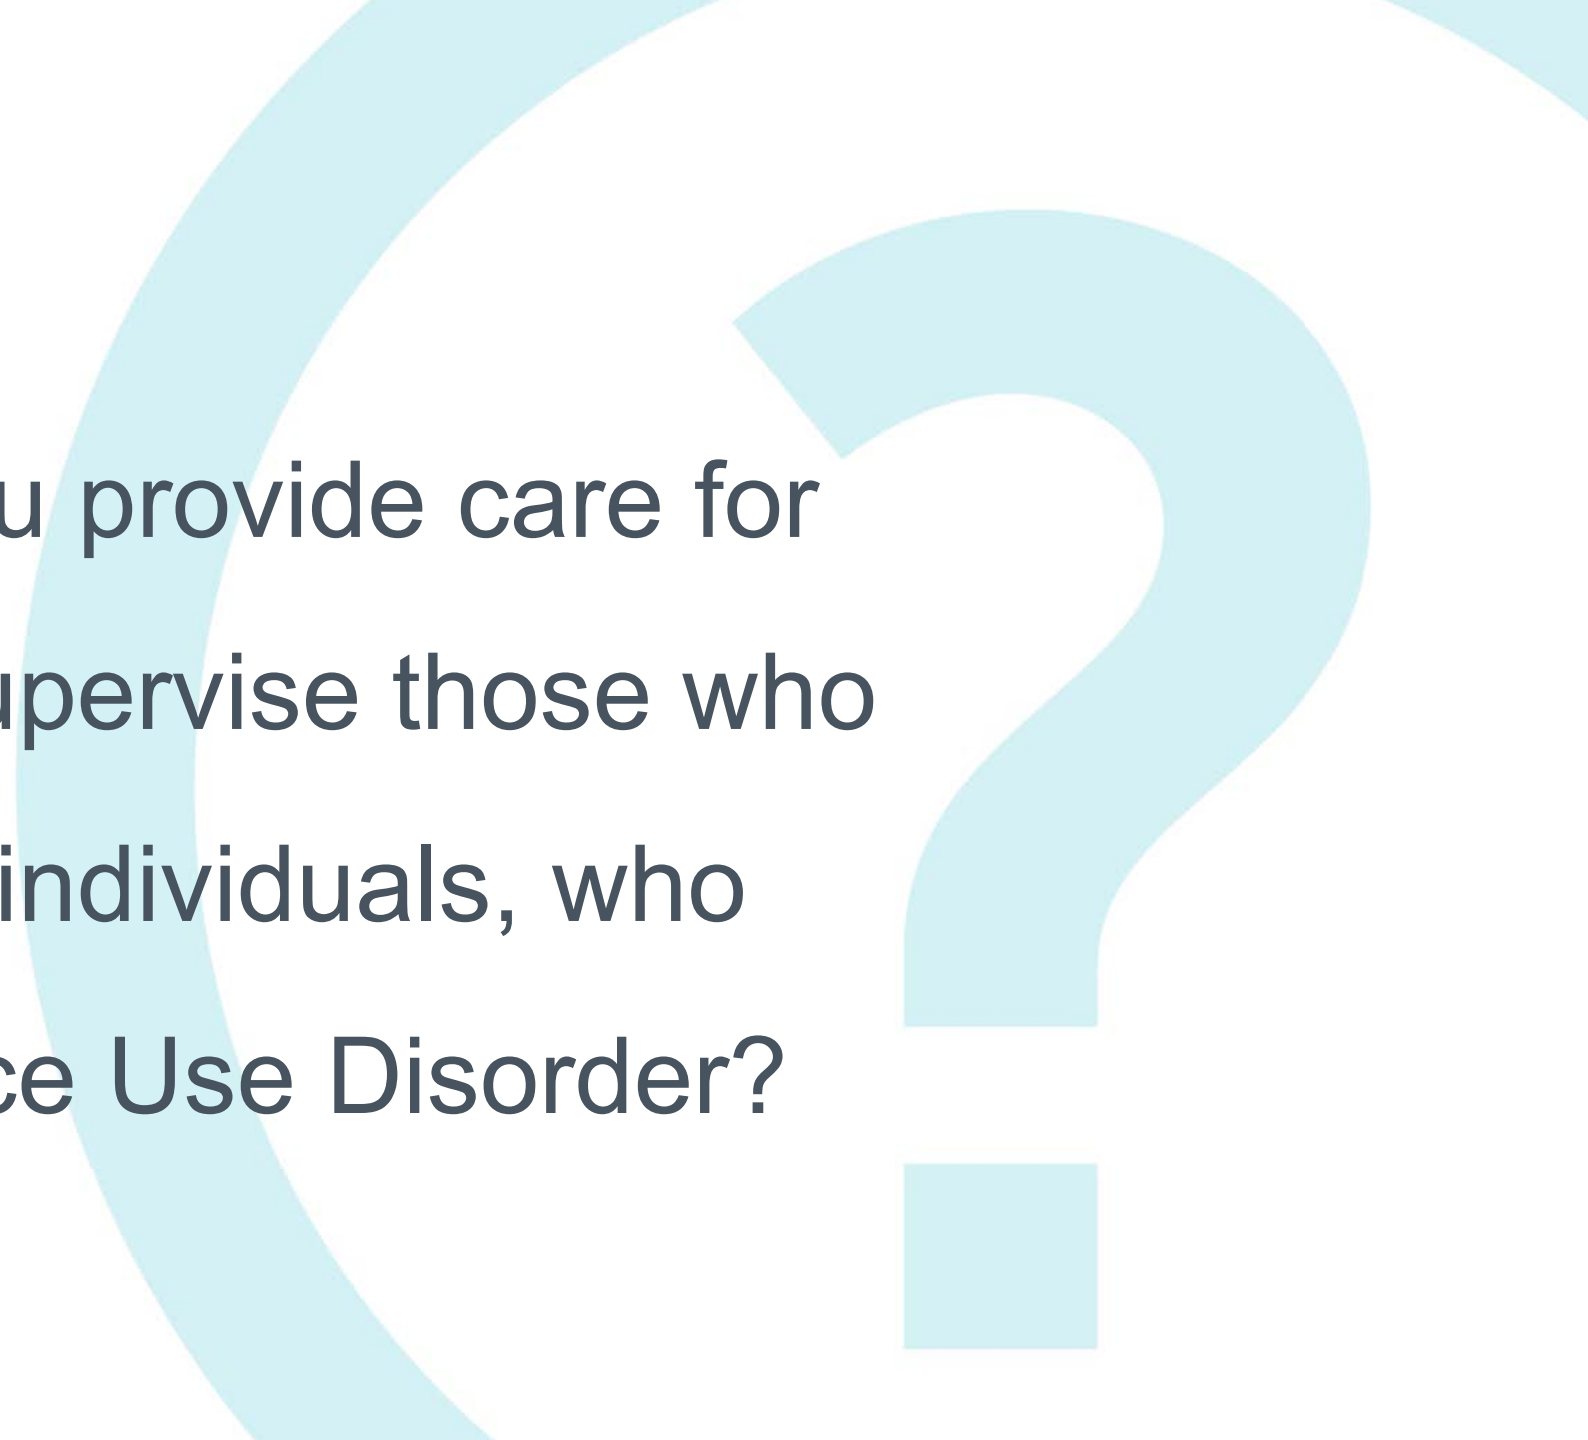 u provide care for
upervise those who
individuals, who
ce Use Disorder?